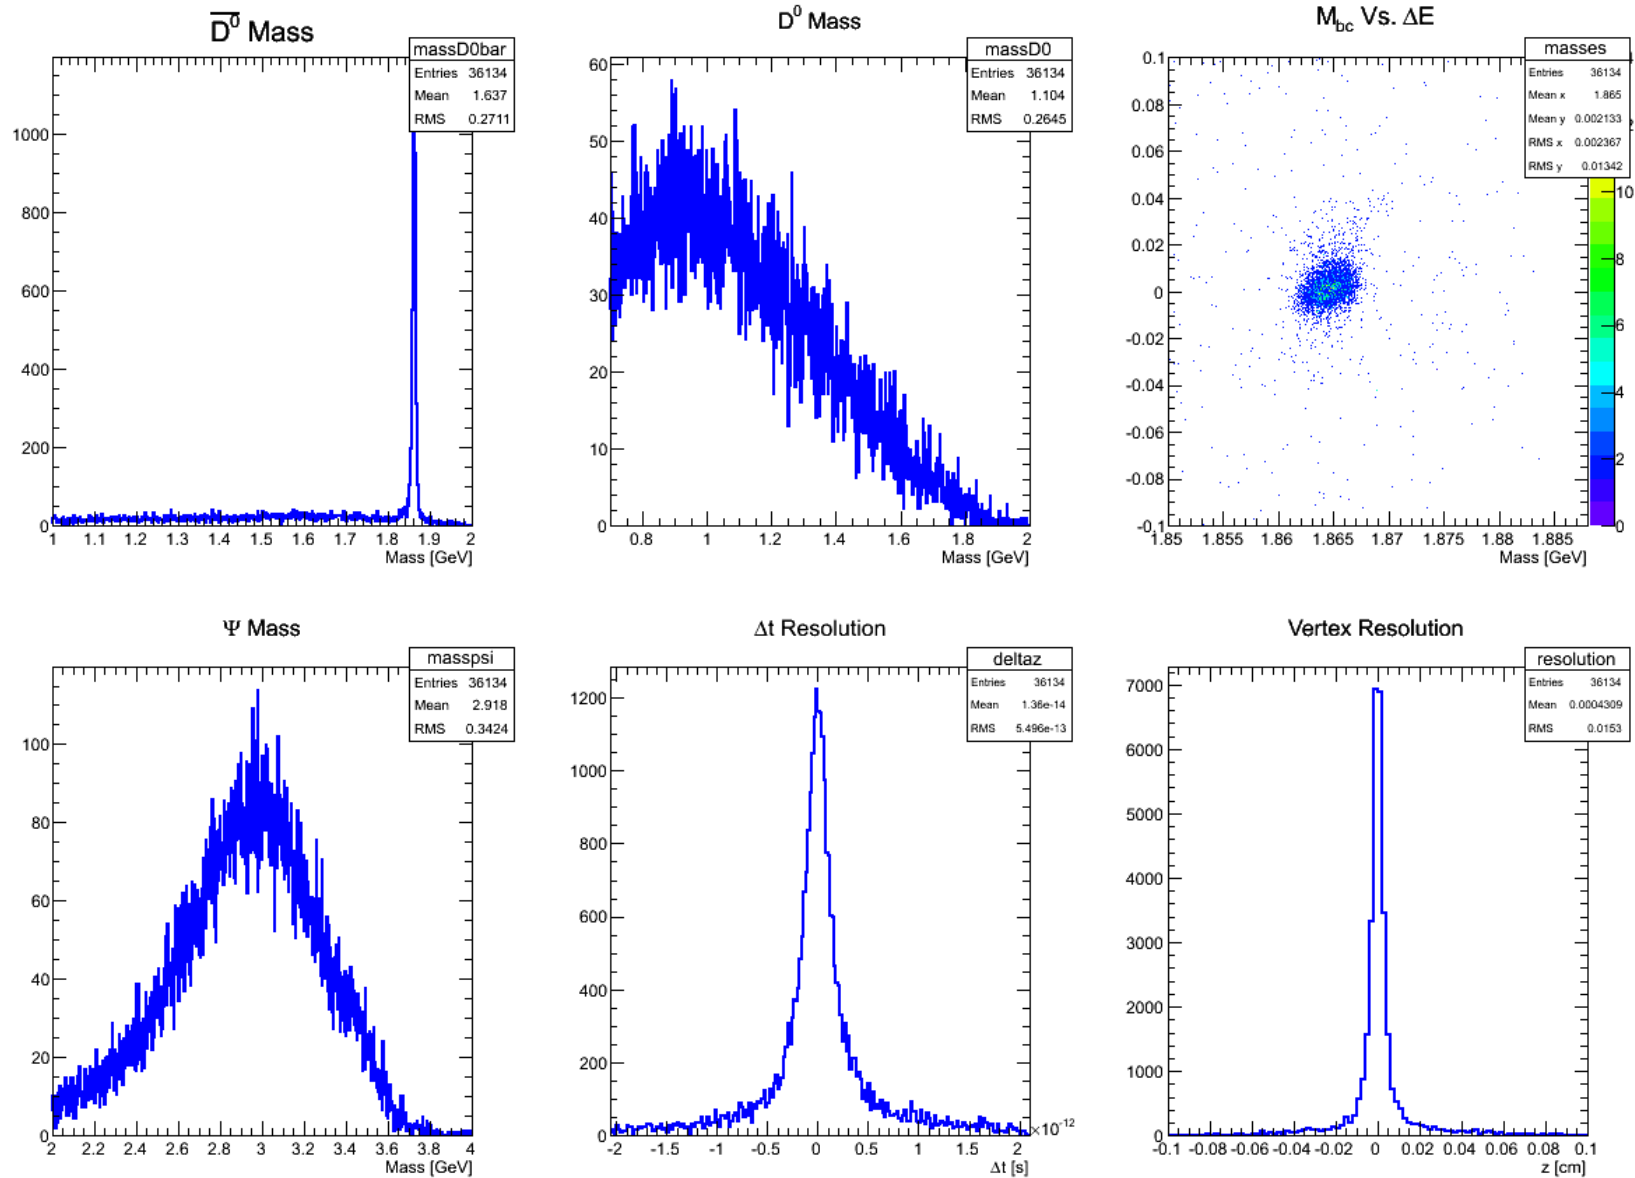 D⁰ Mass
massD0bar
Entries 36134
Mean 1.637
RMS 0.2711
1000
800
600
400
200
0
1 1.1 1.2 1.3 1.4 1.5 1.6 1.7 1.8 1.9 2
Mass [GeV]
D⁰ Mass
massD0
Entries 36134
Mean 1.104
RMS 0.2645
60
50
40
30
20
10
0
0.8 1 1.2 1.4 1.6 1.8 2
Mass [GeV]
M_bc Vs. ΔE
masses
Entries 36134
Mean x 1.865
Mean y 0.002133
RMS x 0.002367
RMS y 0.01342
0.1
0.08
0.06
0.04
0.02
0
-0.02
-0.04
-0.06
-0.08
-0.1
1.85 1.855 1.86 1.865 1.87 1.875 1.88 1.885
Mass [GeV]
10
8
6
4
2
0
Ψ Mass
masspsi
Entries 36134
Mean 2.918
RMS 0.3424
100
80
60
40
20
0
2 2.2 2.4 2.6 2.8 3 3.2 3.4 3.6 3.8 4
Mass [GeV]
Δt Resolution
deltaz
Entries 36134
Mean 1.36e-14
RMS 5.496e-13
1200
1000
800
600
400
200
0
-2 -1.5 -1 -0.5 0 0.5 1 1.5 2
×10⁻¹²
Δt [s]
Vertex Resolution
resolution
Entries 36134
Mean 0.0004309
RMS 0.0153
7000
6000
5000
4000
3000
2000
1000
0
-0.1 -0.08 -0.06 -0.04 -0.02 0 0.02 0.04 0.06 0.08 0.1
z [cm]